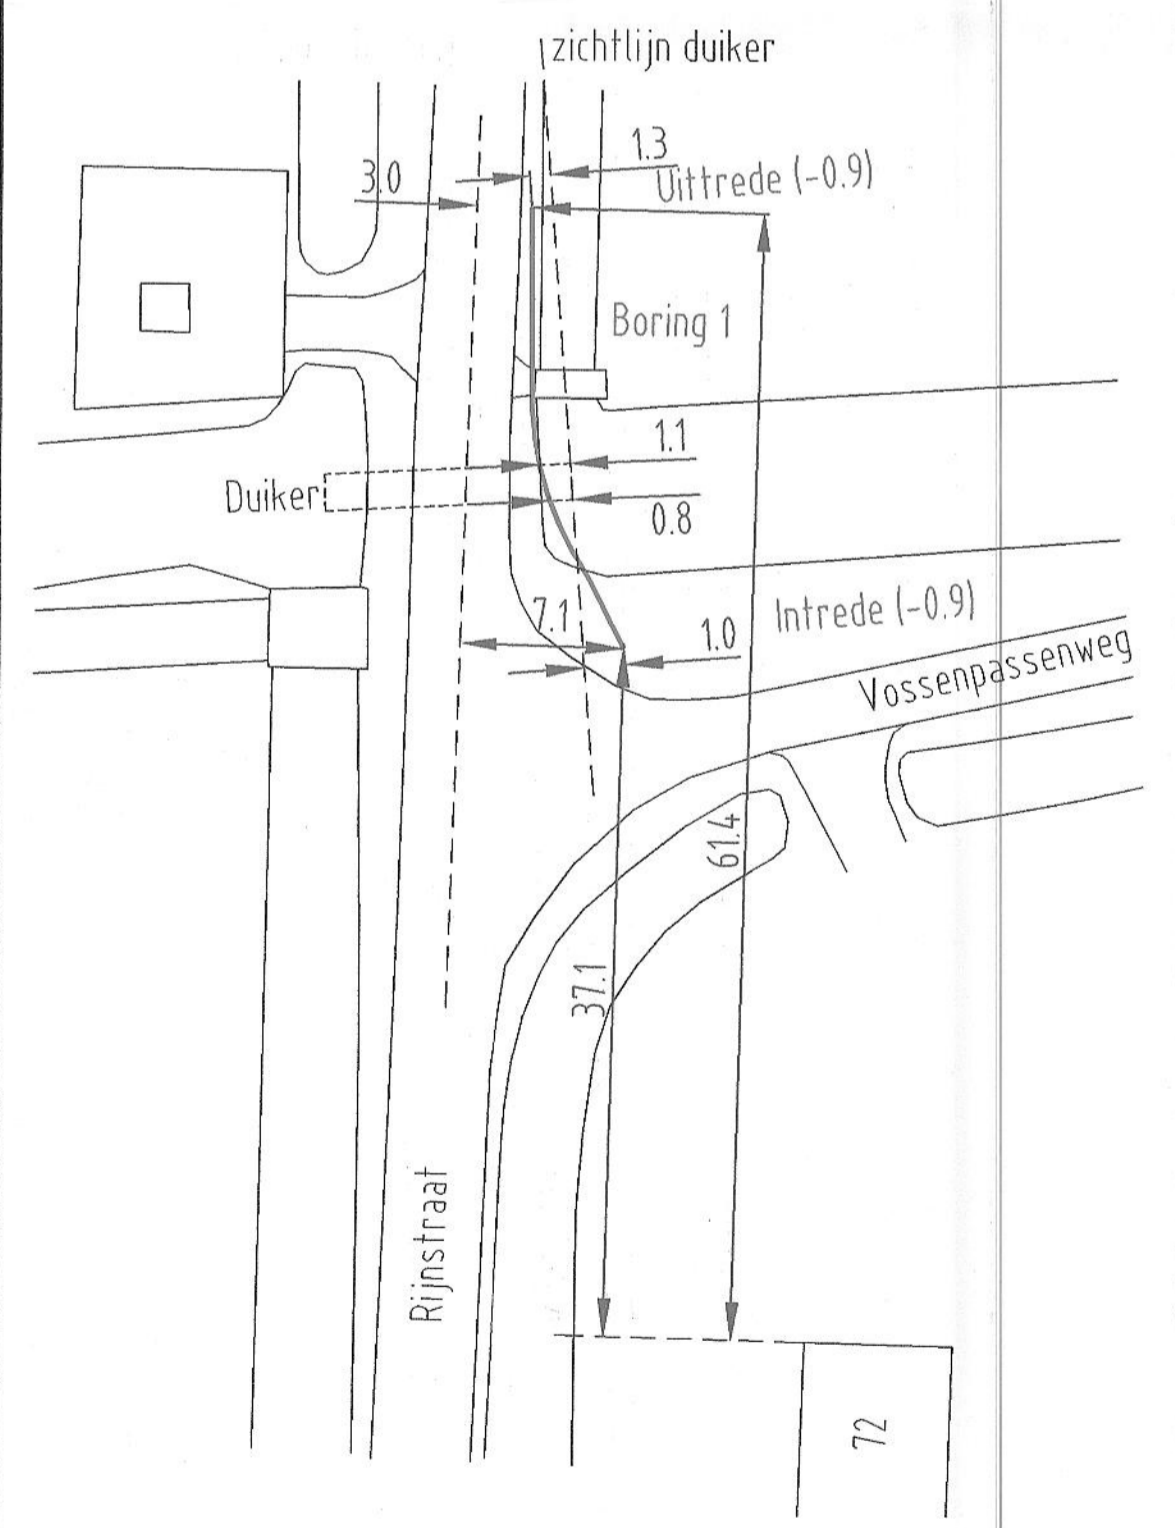 zichtlijn duiker
1.3
3.0
Uittrede (-0.9)
Boring 1
1.1
Duiker
0.8
7.1
1.0
Intrede (-0.9)
Vossenpassenweg
61.4
37.1
Rijnstraat
72